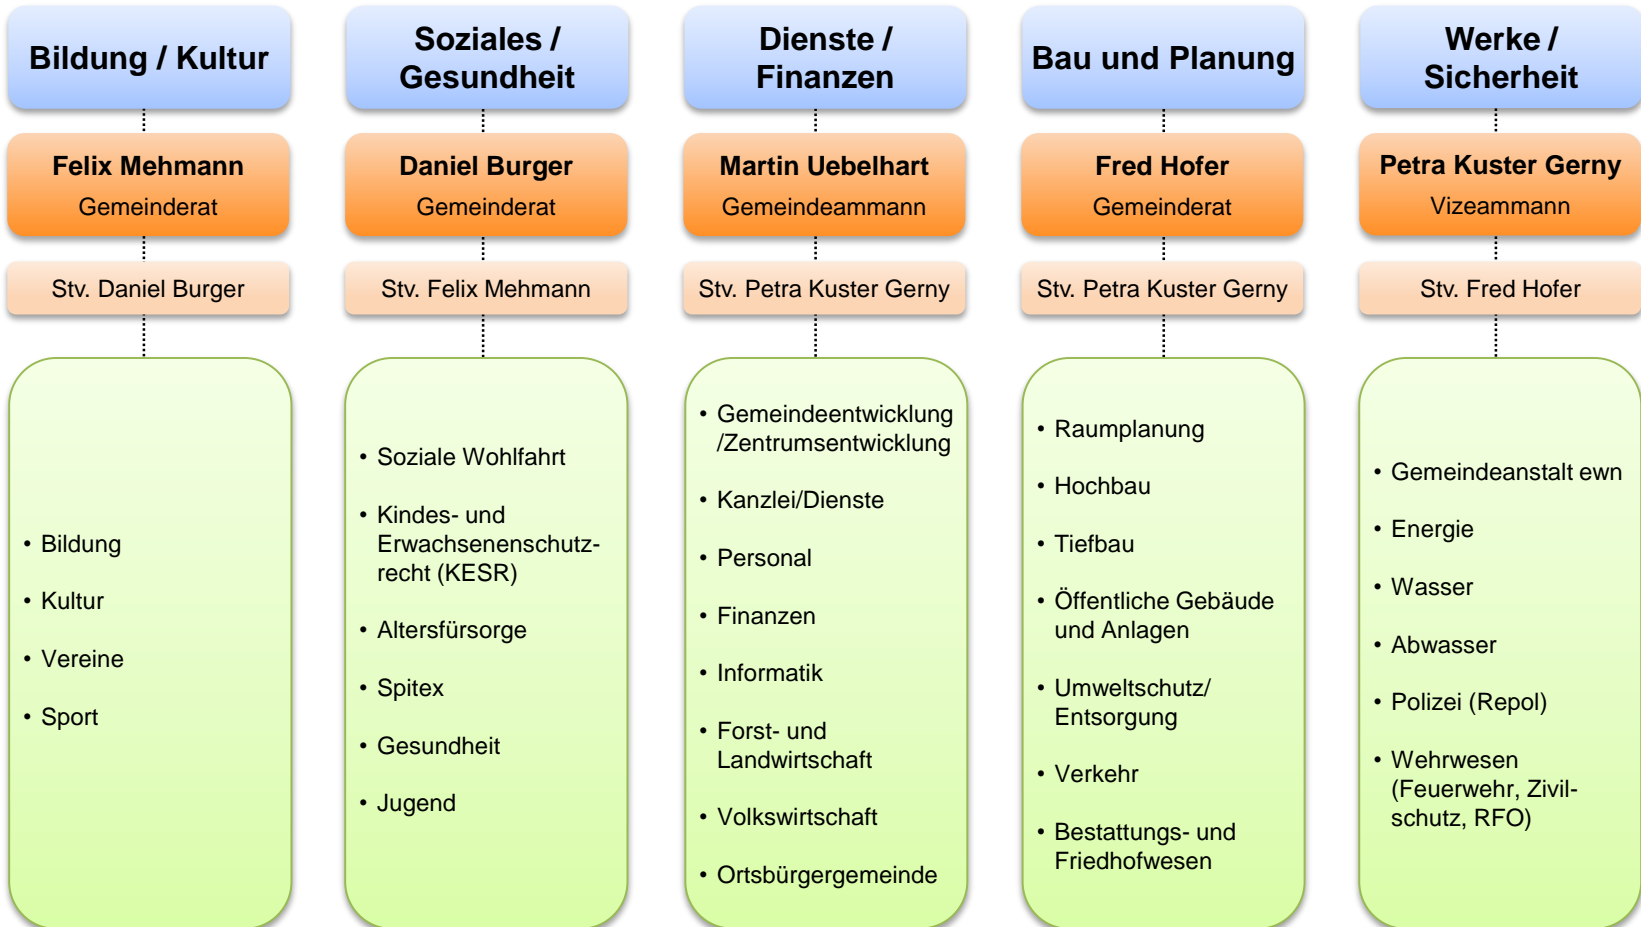 Bildung / Kultur
Felix Mehmann
Gemeinderat
Stv. Daniel Burger
• Bildung
• Kultur
• Vereine
• Sport
Soziales /
Gesundheit
Daniel Burger
Gemeinderat
Stv. Felix Mehmann
• Soziale Wohlfahrt
• Kindes- und
Erwachsenenschutz-
recht (KESR)
• Altersfürsorge
• Spitex
• Gesundheit
• Jugend
Dienste /
Finanzen
Martin Uebelhart
Gemeindeammann
Stv. Petra Kuster Gerny
• Gemeindeentwicklung
/Zentrumsentwicklung
• Kanzlei/Dienste
• Personal
• Finanzen
• Informatik
• Forst- und
Landwirtschaft
• Volkswirtschaft
• Ortsbürgergemeinde
Bau und Planung
Fred Hofer
Gemeinderat
Stv. Petra Kuster Gerny
• Raumplanung
• Hochbau
• Tiefbau
• Öffentliche Gebäude
und Anlagen
• Umweltschutz/
Entsorgung
• Verkehr
• Bestattungs- und
Friedhofwesen
Werke /
Sicherheit
Petra Kuster Gerny
Vizeammann
Stv. Fred Hofer
• Gemeindeanstalt ewn
• Energie
• Wasser
• Abwasser
• Polizei (Repol)
• Wehrwesen
(Feuerwehr, Zivil-
schutz, RFO)